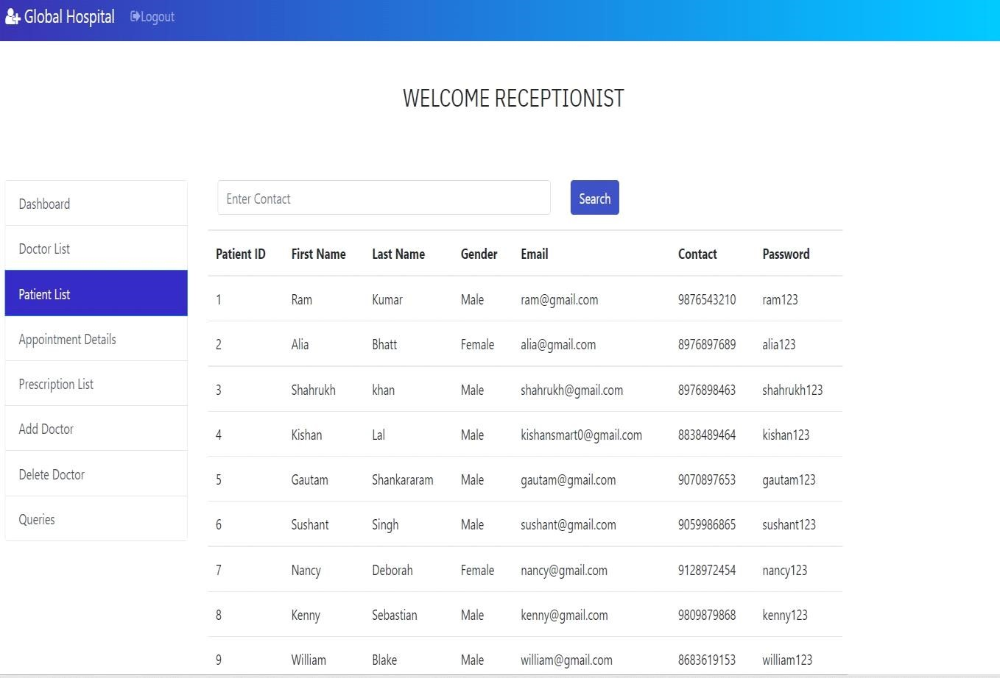 Global Hospital Logout
WELCOME RECEPTIONIST
Dashboard
Doctor List
Patient List
Appointment Details
Prescription List
Add Doctor
Delete Doctor
Queries
Enter Contact Search
Patient ID First Name Last Name Gender Email Contact Password
1 Ram Kumar Male ram@gmail.com 9876543210 ram123
2 Alia Bhatt Female alia@gmail.com 8976897689 alia123
3 Shahrukh khan Male shahrukh@gmail.com 8976898463 shahrukh123
4 Kishan Lal Male kishansmart0@gmail.com 8838489464 kishan123
5 Gautam Shankararam Male gautam@gmail.com 9070897653 gautam123
6 Sushant Singh Male sushant@gmail.com 9059986865 sushant123
7 Nancy Deborah Female nancy@gmail.com 9128972454 nancy123
8 Kenny Sebastian Male kenny@gmail.com 9809879868 kenny123
9 William Blake Male william@gmail.com 8683619153 william123